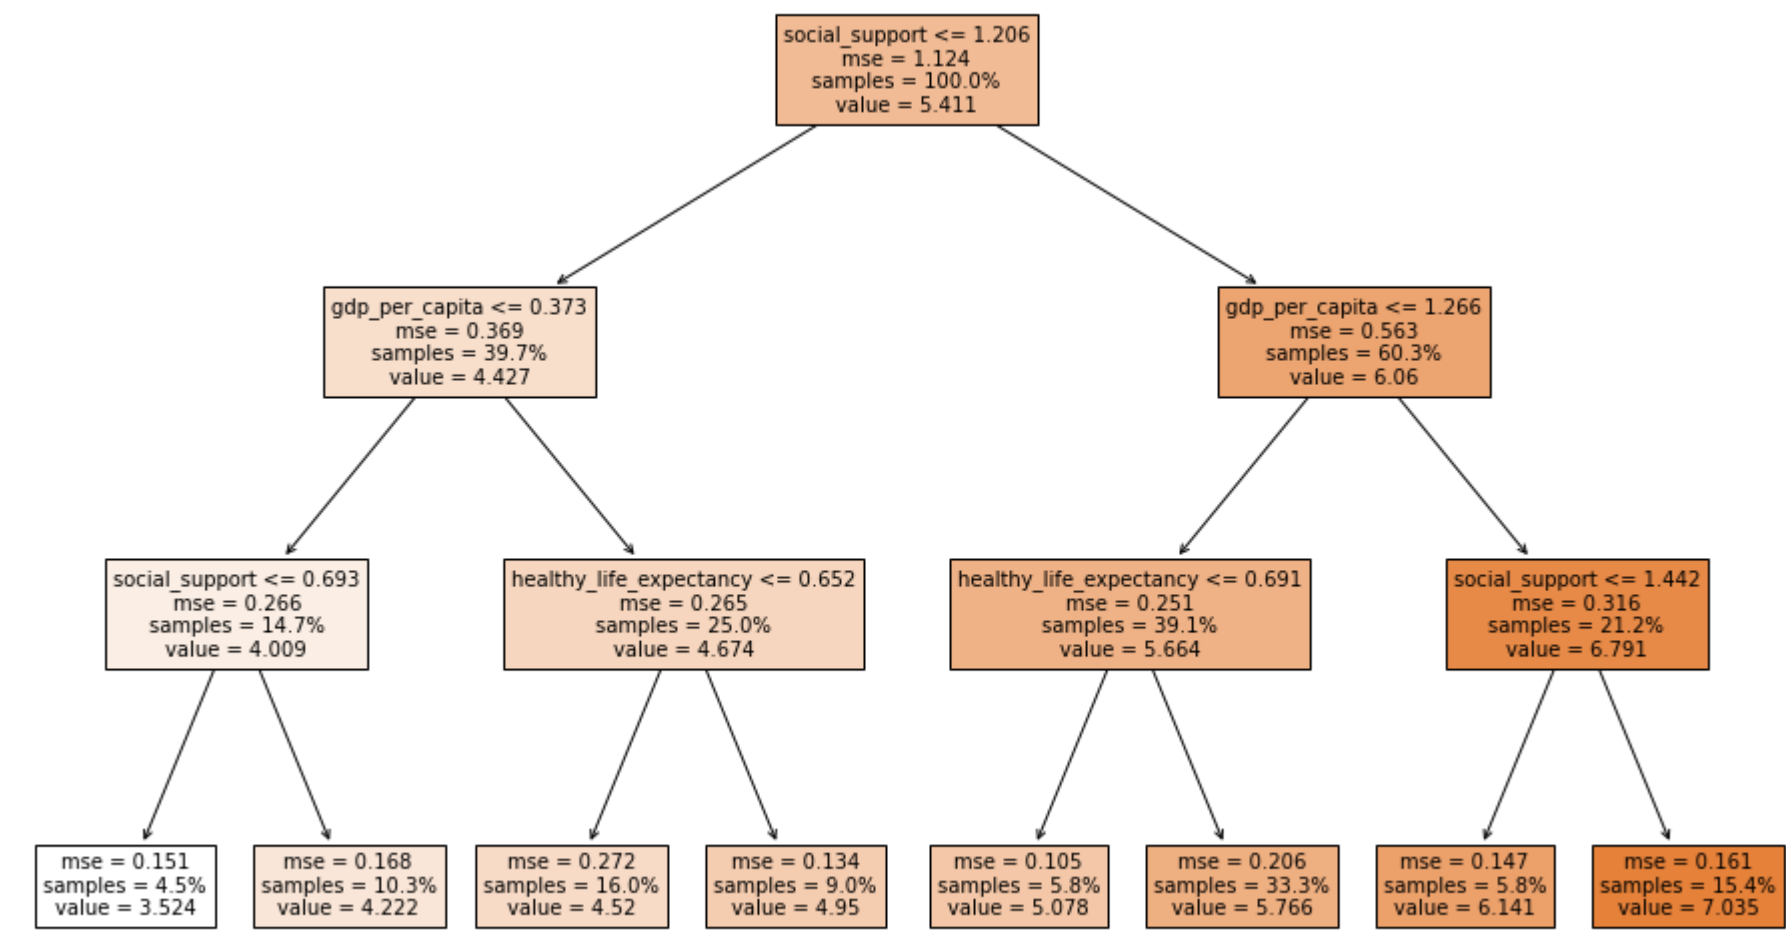 social_support <= 1.206
mse = 1.124
samples = 100.0%
value = 5.411
gdp_per_capita <= 0.373
mse = 0.369
samples = 39.7%
value = 4.427
gdp_per_capita <= 1.266
mse = 0.563
samples = 60.3%
value = 6.06
social_support <= 0.693
mse = 0.266
samples = 14.7%
value = 4.009
healthy_life_expectancy <= 0.652
mse = 0.265
samples = 25.0%
value = 4.674
healthy_life_expectancy <= 0.691
mse = 0.251
samples = 39.1%
value = 5.664
social_support <= 1.442
mse = 0.316
samples = 21.2%
value = 6.791
mse = 0.151
samples = 4.5%
value = 3.524
mse = 0.168
samples = 10.3%
value = 4.222
mse = 0.272
samples = 16.0%
value = 4.52
mse = 0.134
samples = 9.0%
value = 4.95
mse = 0.105
samples = 5.8%
value = 5.078
mse = 0.206
samples = 33.3%
value = 5.766
mse = 0.147
samples = 5.8%
value = 6.141
mse = 0.161
samples = 15.4%
value = 7.035